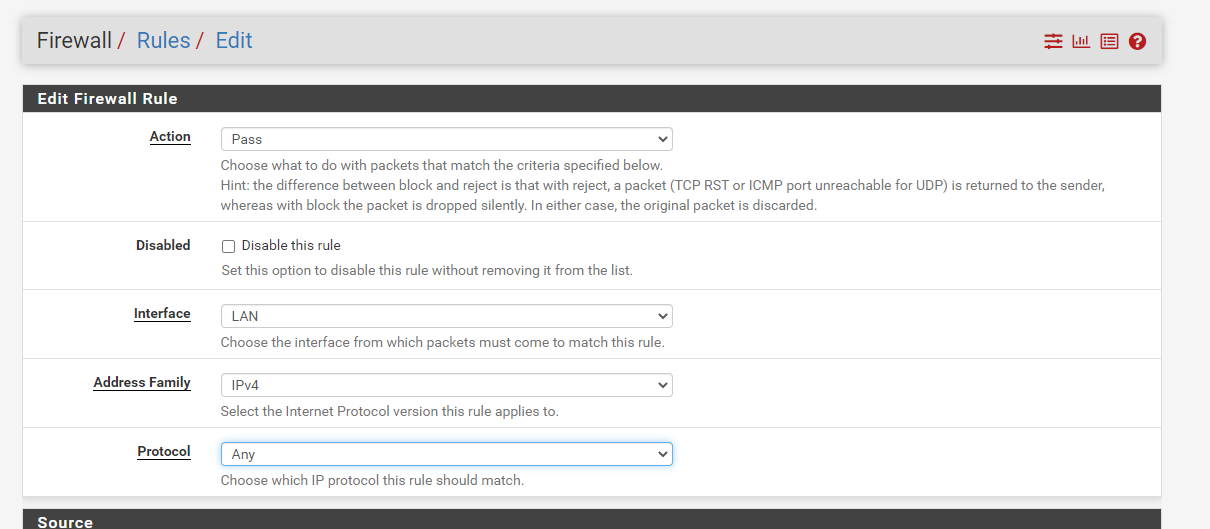 Firewall / Rules / Edit
Edit Firewall Rule
Action
Pass
Choose what to do with packets that match the criteria specified below.
Hint: the difference between block and reject is that with reject, a packet (TCP RST or ICMP port unreachable for UDP) is returned to the sender,
whereas with block the packet is dropped silently. In either case, the original packet is discarded.
Disabled
Disable this rule
Set this option to disable this rule without removing it from the list.
Interface
LAN
Choose the interface from which packets must come to match this rule.
Address Family
IPv4
Select the Internet Protocol version this rule applies to.
Protocol
Any
Choose which IP protocol this rule should match.
Source